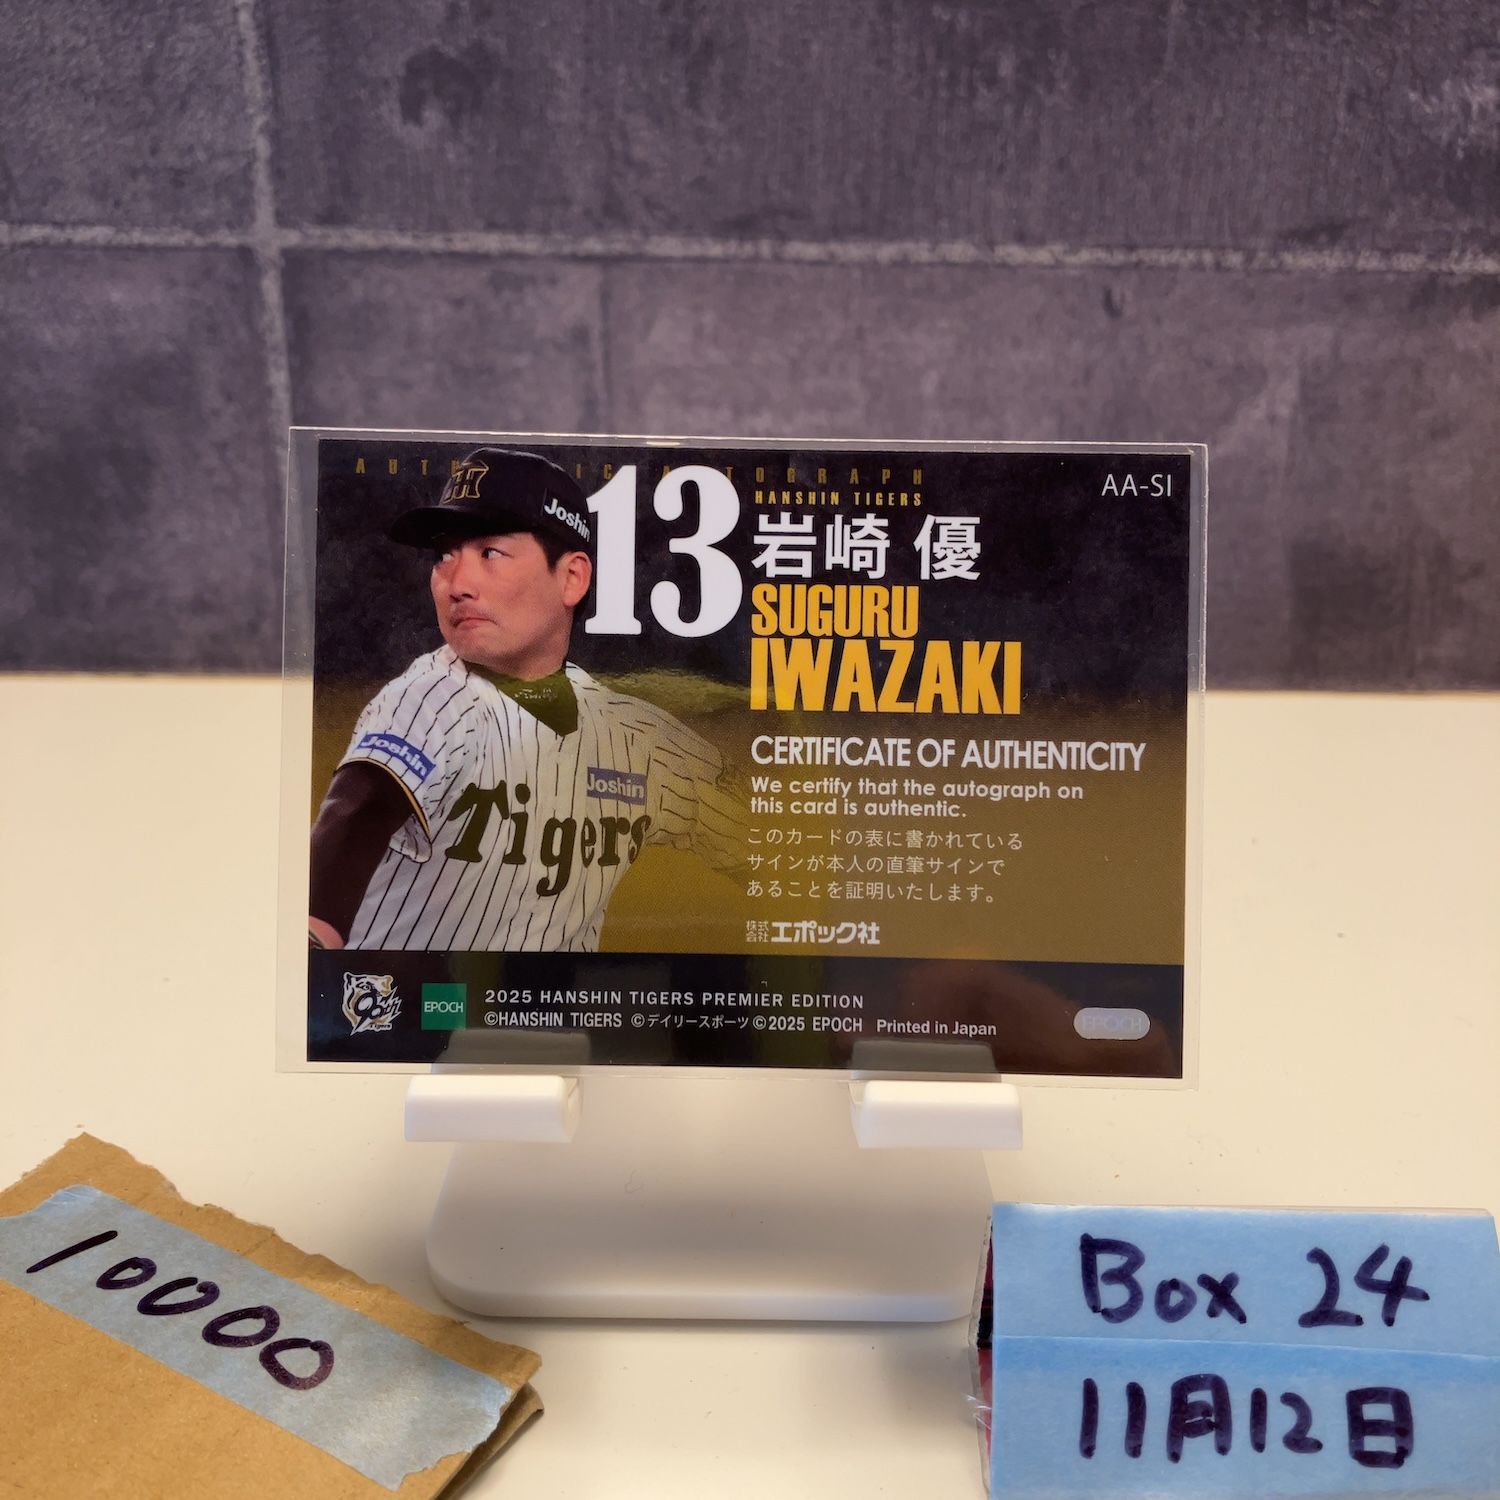 AUTHENTIC AUTOGRAPH
Joshin
13
HANSHIN TIGERS
AA-SI
岩崎 優
SUGURU
IWAZAKI
CERTIFICATE OF AUTHENTICITY
We certify that the autograph on
this card is authentic.
このカードの表に書かれている
サインが本人の直筆サインで
あることを証明いたします。
株式会社 エポック社
Joshin
Joshin
Tigers
90th
Tigers
EPOCH
2025 HANSHIN TIGERS PREMIER EDITION
©HANSHIN TIGERS ©デイリースポーツ ©2025 EPOCH Printed in Japan
EPOCH
10000
Box 24
11月12日